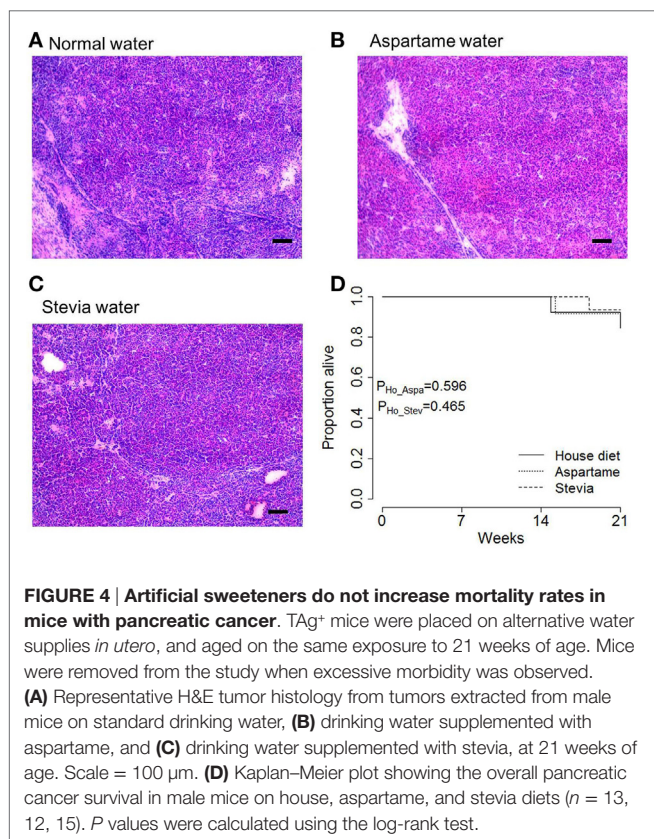 A Normal water
B Aspartame water
C
Stevia water
D
Proportion alive
1.0
0.8
0.6
0.4
0.2
0.0
P Ho_Aspa=0.596
P Ho_Stev=0.465
House diet
Aspartame
Stevia
0 7 14 21
Weeks
FIGURE 4 | Artificial sweeteners do not increase mortality rates in
mice with pancreatic cancer. TAg+ mice were placed on alternative water
supplies in utero, and aged on the same exposure to 21 weeks of age. Mice
were removed from the study when excessive morbidity was observed.
(A) Representative H&E tumor histology from tumors extracted from male
mice on standard drinking water, (B) drinking water supplemented with
aspartame, and (C) drinking water supplemented with stevia, at 21 weeks of
age. Scale = 100 μm. (D) Kaplan–Meier plot showing the overall pancreatic
cancer survival in male mice on house, aspartame, and stevia diets (n = 13,
12, 15). P values were calculated using the log-rank test.